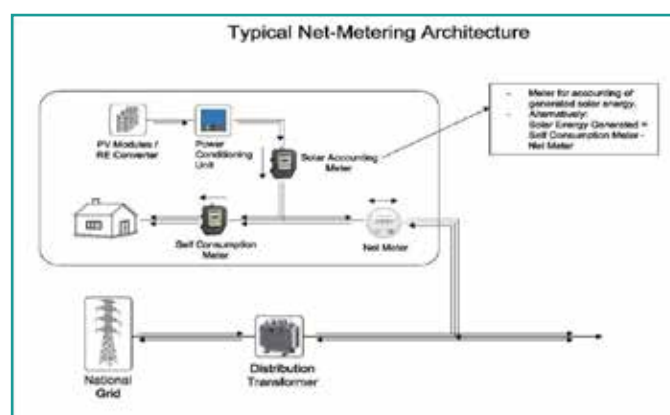 Typical Net-Metering Architecture
- Meter for accounting of
generated solar energy.
- Alternatively:
Solar Energy Generated =
Self Consumption Meter -
Net Meter
PV Modules /
RE Converter
Power
Conditioning
Unit
Solar Accounting
Meter
Self Consumption
Meter
Net Meter
National
Grid
Distribution
Transformer